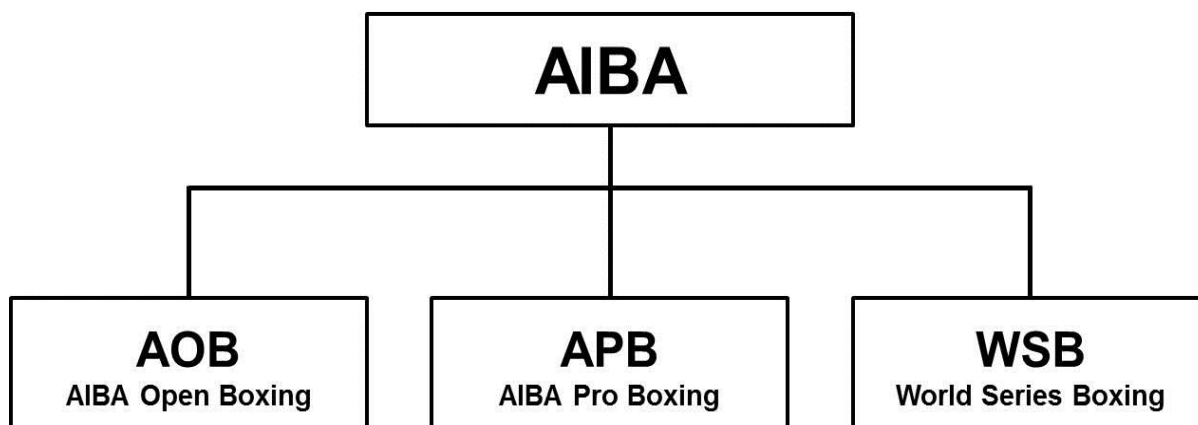 AIBA
AOB
AIBA Open Boxing
APB
AIBA Pro Boxing
WSB
World Series Boxing